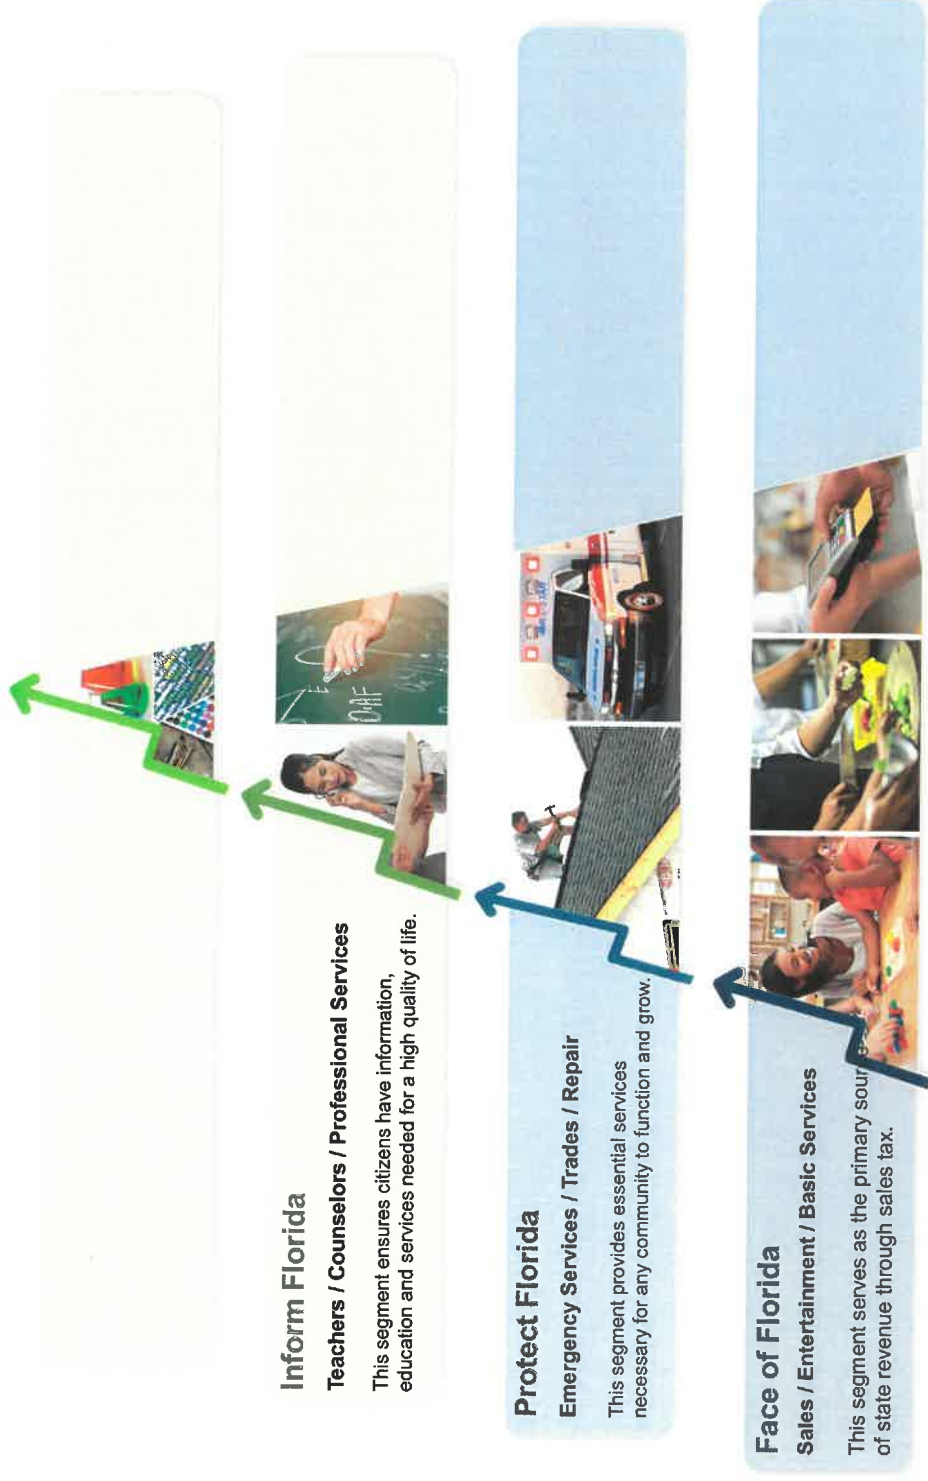 Inform Florida
Teachers / Counselors / Professional Services
This segment ensures citizens have information,
education and services needed for a high quality of life.
Protect Florida
Emergency Services / Trades / Repair
This segment provides essential services
necessary for any community to function and grow.
Face of Florida
Sales / Entertainment / Basic Services
This segment serves as the primary
of state revenue through sales tax.